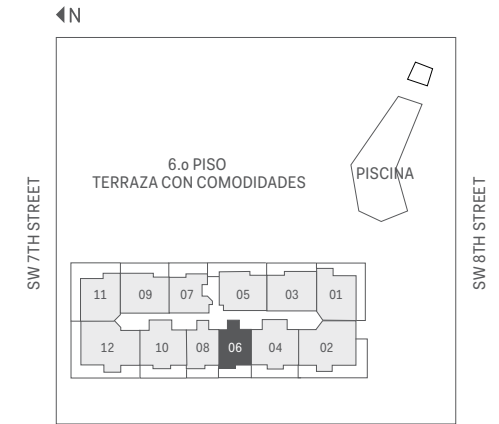 N
6.o PISO
TERRAZA CON COMODIDADES
PISCINA
SW 7TH STREET
SW 8TH STREET
11 09 07 05 03 01
12 10 08 06 04 02